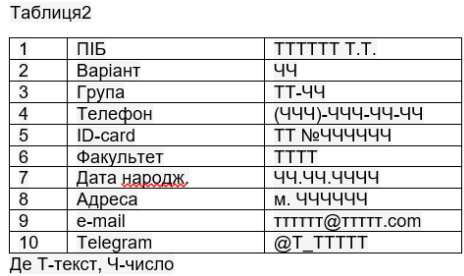 Таблиця2
1 ПІБ ТТТТТТ Т.Т.
2 Варіант ЧЧ
3 Група ТТ-ЧЧ
4 Телефон (ЧЧЧ)-ЧЧЧ-ЧЧ-ЧЧ
5 ID-card ТТ №ЧЧЧЧЧЧ
6 Факультет ТТТТ
7 Дата народж. ЧЧ.ЧЧ.ЧЧЧЧ
8 Адреса м. ЧЧЧЧЧЧ
9 e-mail тттттт@ттттт.com
10 Telegram @Т_ТТТТТ
Де Т-текст, Ч-число